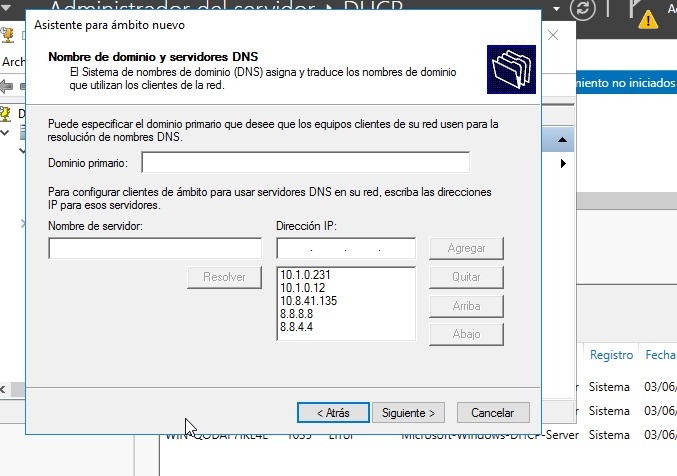 Administrador del servidor DHCP
Asistente para ámbito nuevo
Arch
Nombre de dominio y servidores DNS
El Sistema de nombres de dominio (DNS) asigna y traduce los nombres de dominio
que utilizan los clientes de la red.
miento no iniciados
D
Puede especificar el dominio primario que desee que los equipos clientes de su red usen para la
resolución de nombres DNS.
Dominio primario:
Para configurar clientes de ámbito para usar servidores DNS en su red, escriba las direcciones
IP para esos servidores.
Nombre de servidor:
Dirección IP:
. . .
Agregar
Resolver
10.1.0.231
10.1.0.12
10.8.41.135
8.8.8.8
8.8.4.4
Quitar
Arriba
Abajo
Registro Fecha
r Sistema 03/06/
r Sistema 03/06/
< Atrás
Siguiente >
Cancelar
Error Microsoft-Windows-DHCP-Server Sistema 03/06/